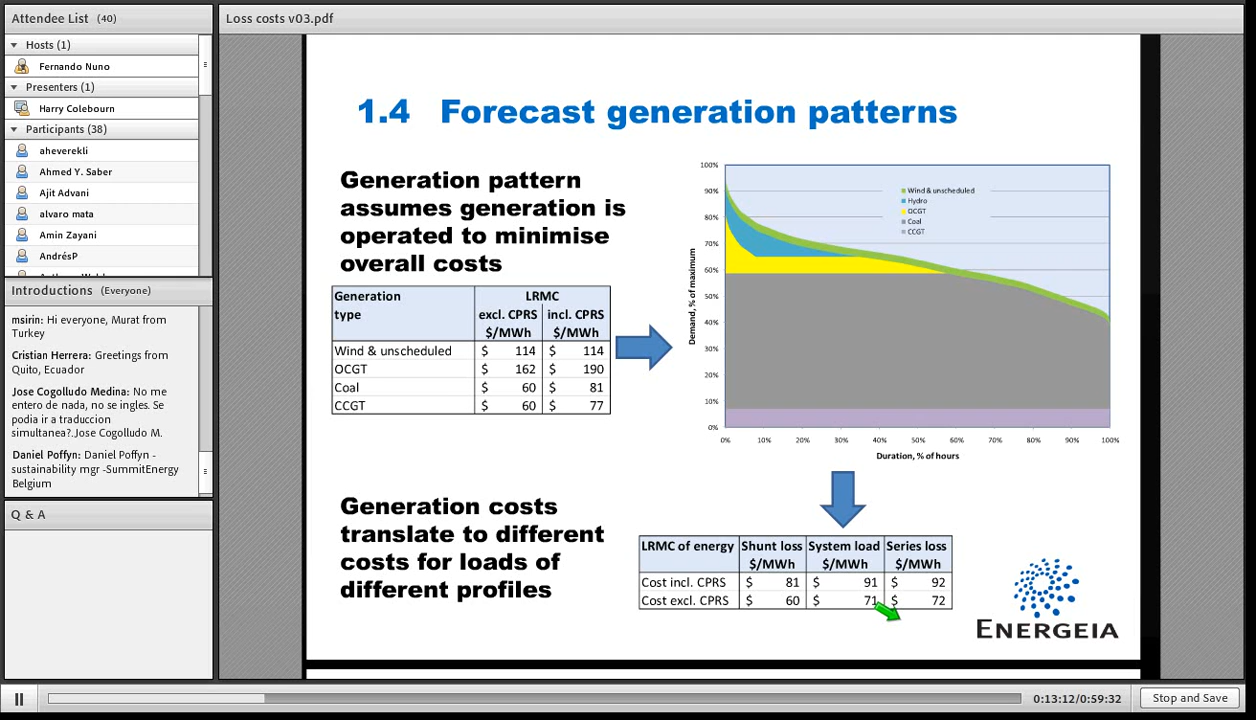 Attendee List (40)
Hosts (1)
Fernando Nuno
Presenters (1)
Harry Colebourn
Participants (38)
aheverekli
Ahmed Y. Saber
Ajit Advani
alvaro mata
Amin Zayani
AndrésP
Introductions (Everyone)
msirin: Hi everyone, Murat from
Turkey
Cristian Herrera: Greetings from
Quito, Ecuador
Jose Cogolludo Medina: No me
entero de nada, no se ingles. Se
podia ir a traduccion
simultanea?.Jose Cogolludo M.
Daniel Poffyn: Daniel Poffyn -
sustainability mgr -SummitEnergy
Belgium
Q & A
Loss costs v03.pdf
1.4 Forecast generation patterns
Generation pattern
assumes generation is
operated to minimise
overall costs
Generation LRMC
type excl. CPRS incl. CPRS
$/MWh $/MWh
Wind & unscheduled $ 114 $ 114
OCGT $ 162 $ 190
Coal $ 60 $ 81
CCGT $ 60 $ 77
Demand, % of maximum
100%
90%
80%
70%
60%
50%
40%
30%
20%
10%
0%
Wind & unscheduled
Hydro
OCGT
Coal
CCGT
0% 10% 20% 30% 40% 50% 60% 70% 80% 90% 100%
Duration, % of hours
Generation costs
translate to different
costs for loads of
different profiles
LRMC of energy Shunt loss System load Series loss
$/MWh $/MWh $/MWh
Cost incl. CPRS $ 81 $ 91 $ 92
Cost excl. CPRS $ 60 $ 71 $ 72
ENERGEIA
0:13:12/0:59:32
Stop and Save